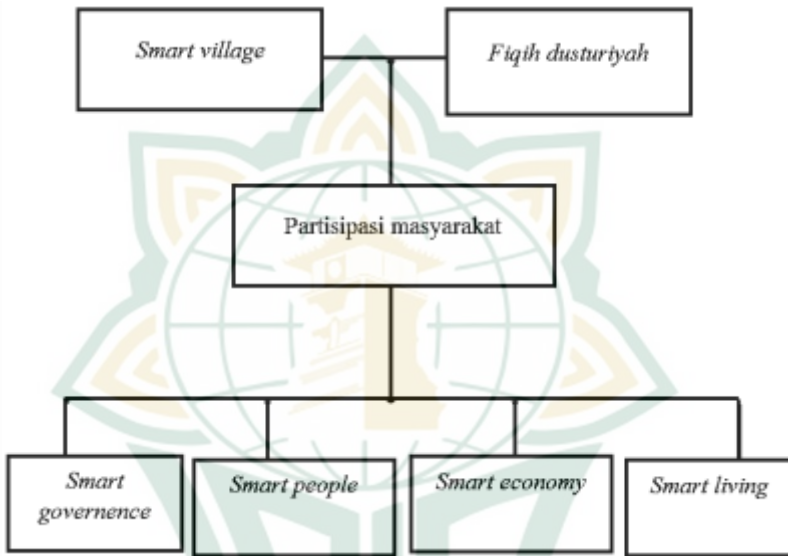 Smart village
Fiqih dusturiyah
Partisipasi masyarakat
Smart
governence
Smart people
Smart economy
Smart living